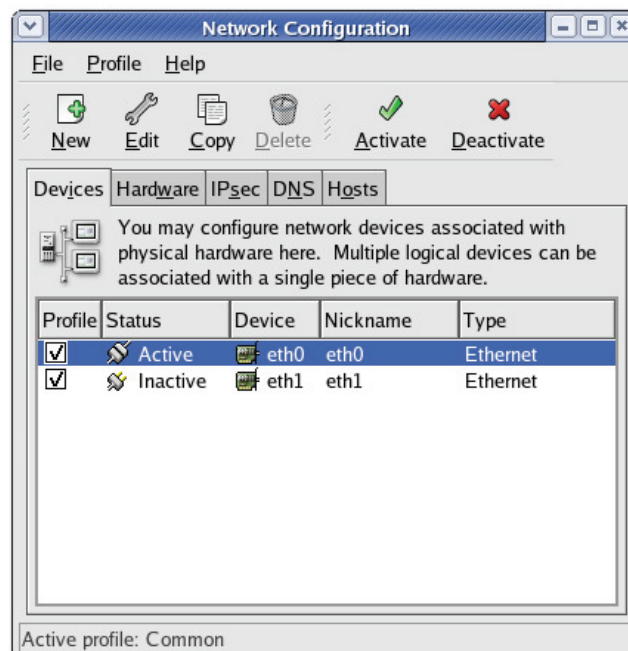 Network Configuration
File Profile Help
New Edit Copy Delete Activate Deactivate
Devices Hardware IPsec DNS Hosts
You may configure network devices associated with
physical hardware here. Multiple logical devices can be
associated with a single piece of hardware.
Profile Status Device Nickname Type
Active eth0 eth0 Ethernet
Inactive eth1 eth1 Ethernet
Active profile: Common